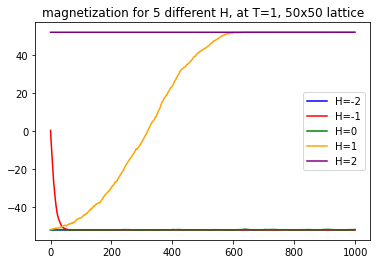 magnetization for 5 different H, at T=1, 50x50 lattice
40
20
0
−20
−40
H=-2
H=-1
H=0
H=1
H=2
0 200 400 600 800 1000